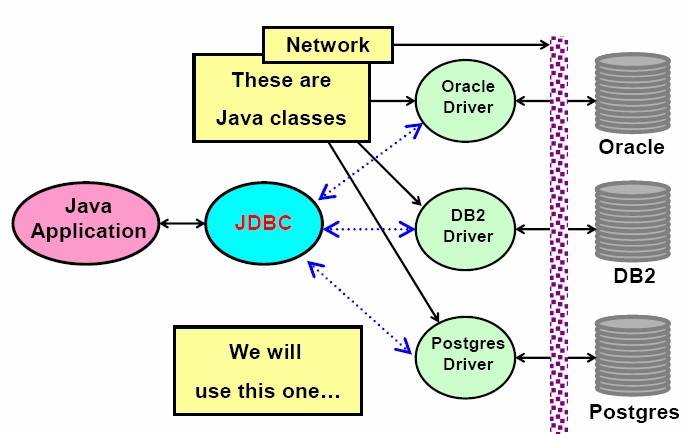 Network
These are
Java classes
Oracle
Driver
Oracle
Java
Application
JDBC
DB2
Driver
DB2
We will
use this one…
Postgres
Driver
Postgres